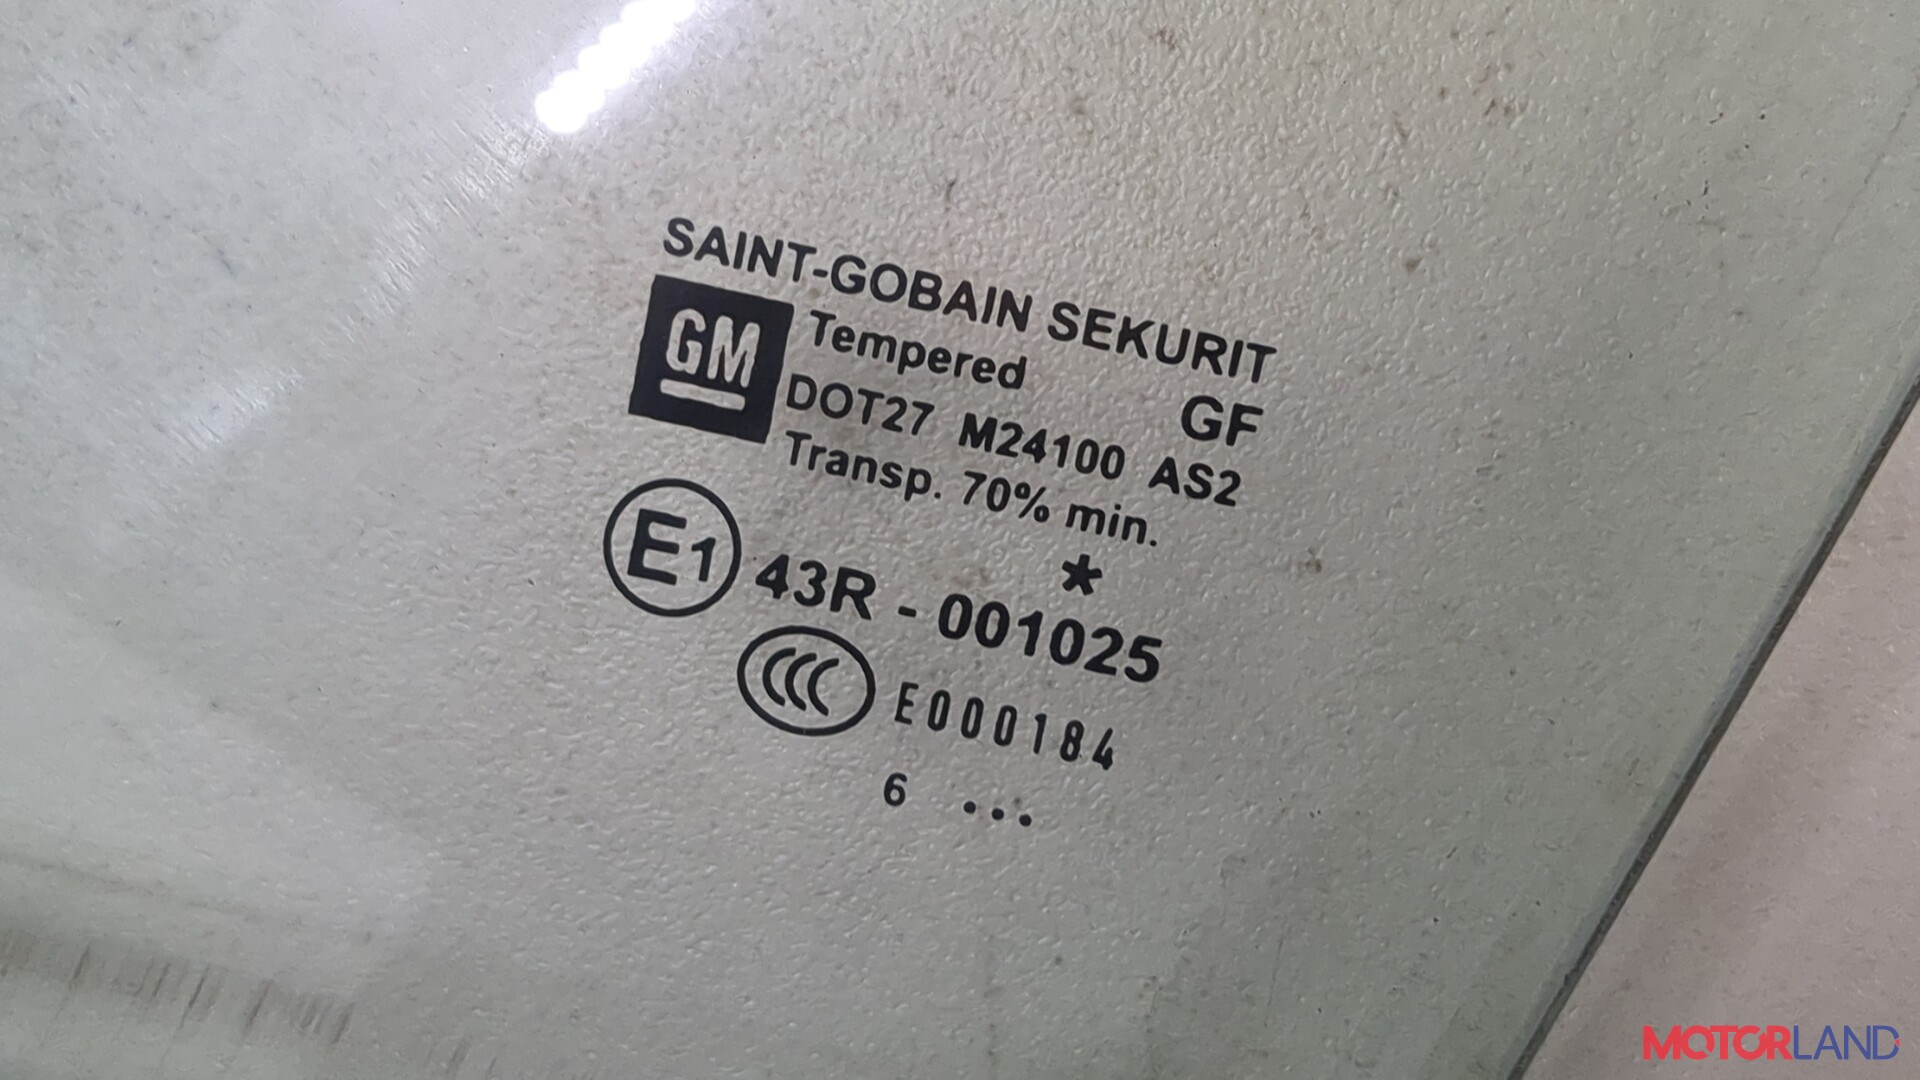 SAINT-GOBAIN SEKURIT
GM
Tempered GF
DOT27 M24100 AS2
Transp. 70% min.
*
E1 43R - 001025
CCC E000184
6 ...
MOTORLAND